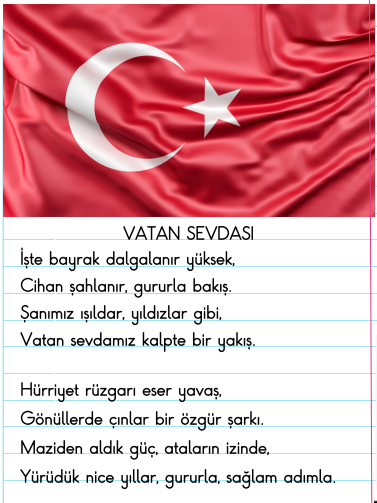 VATAN SEVDASI
İşte bayrak dalgalanır yüksek,
Cihan şahlanır, gururla bakış.
Şanımız ışıldar, yıldızlar gibi,
Vatan sevdamız kalpte bir yakış.
Hürriyet rüzgarı eser yavaş,
Gönüllerde çınlar bir özgür şarkı.
Maziden aldık güç, ataların izinde,
Yürüdük nice yıllar, gururla, sağlam adımla.